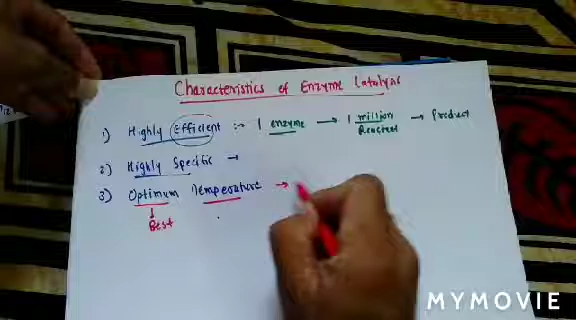 Characteristics of Enzyme Catalysis
1) Highly Efficient :- 1 enzyme → 1 million Reactant → Product
2) Highly Specific →
3) Optimum Temperature →
↓
Best
MYMOVIE